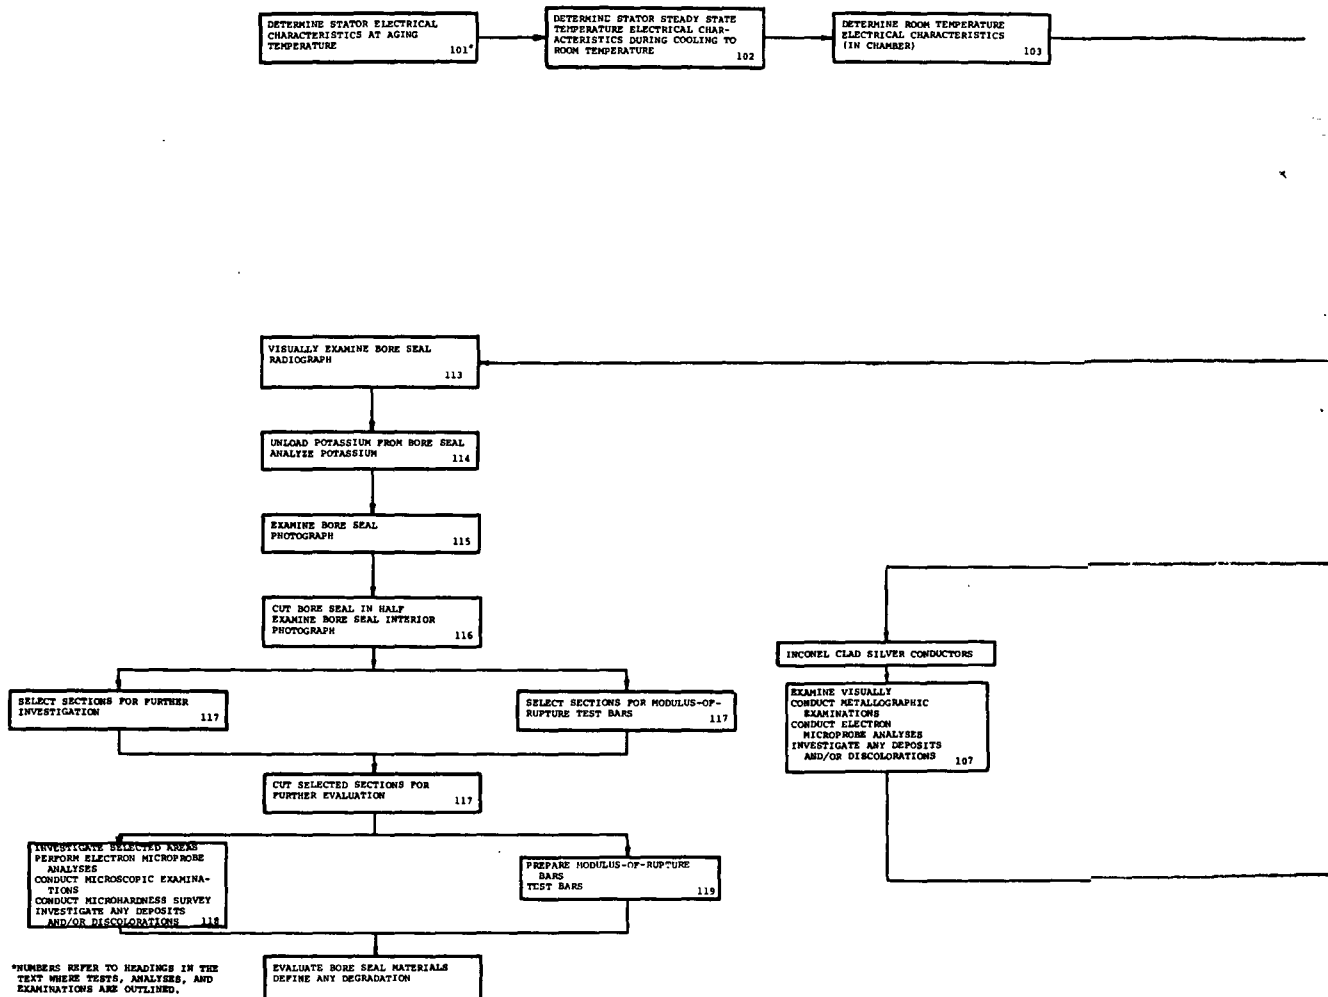 DETERMINE STATOR ELECTRICAL
CHARACTERISTICS AT AGING
TEMPERATURE
101*
DETERMINE STATOR STEADY STATE
TEMPERATURE ELECTRICAL CHAR-
ACTERISTICS DURING COOLING TO
ROOM TEMPERATURE
102
DETERMINE ROOM TEMPERATURE
ELECTRICAL CHARACTERISTICS
(IN CHAMBER)
103
VISUALLY EXAMINE BORE SEAL
RADIOGRAPH
113
UNLOAD POTASSIUM FROM BORE SEAL
ANALYZE POTASSIUM
114
EXAMINE BORE SEAL
PHOTOGRAPH
115
CUT BORE SEAL IN HALF
EXAMINE BORE SEAL INTERIOR
PHOTOGRAPH
116
SELECT SECTIONS FOR FURTHER
INVESTIGATION
117
SELECT SECTIONS FOR MODULUS-OF-
RUPTURE TEST BARS
117
INCONEL CLAD SILVER CONDUCTORS
EXAMINE VISUALLY
CONDUCT METALLOGRAPHIC
EXAMINATIONS
CONDUCT ELECTRON
MICROPROBE ANALYSES
INVESTIGATE ANY DEPOSITS
AND/OR DISCOLORATIONS
107
CUT SELECTED SECTIONS FOR
FURTHER EVALUATION
117
INVESTIGATE SELECTED AREAS
PERFORM ELECTRON MICROPROBE
ANALYSES
CONDUCT MICROSCOPIC EXAMINA-
TIONS
CONDUCT MICROHARDNESS SURVEY
INVESTIGATE ANY DEPOSITS
AND/OR DISCOLORATIONS
118
PREPARE MODULUS-OF-RUPTURE
BARS
TEST BARS
119
EVALUATE BORE SEAL MATERIALS
DEFINE ANY DEGRADATION
*NUMBERS REFER TO HEADINGS IN THE
TEXT WHERE TESTS, ANALYSES, AND
EXAMINATIONS ARE OUTLINED.